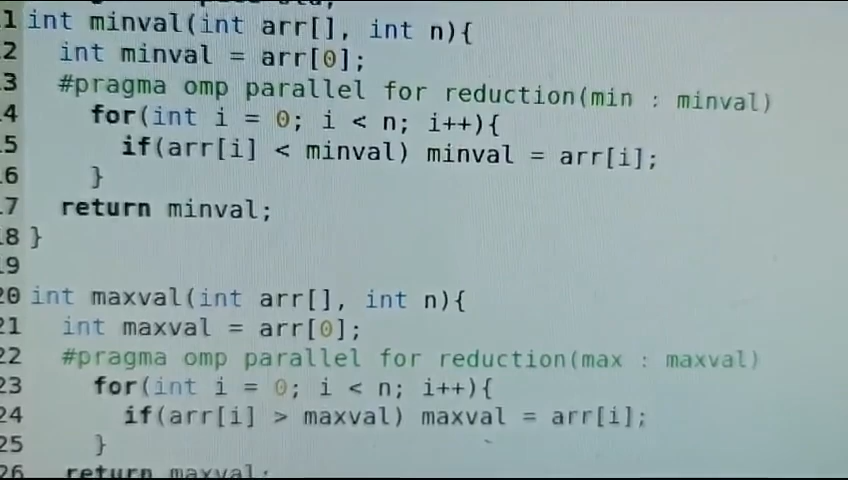 1 int minval(int arr[], int n){
2 int minval = arr[0];
3 #pragma omp parallel for reduction(min : minval)
4 for(int i = 0; i < n; i++){
5 if(arr[i] < minval) minval = arr[i];
6 }
7 return minval;
8 }
9
20 int maxval(int arr[], int n){
21 int maxval = arr[0];
22 #pragma omp parallel for reduction(max : maxval)
23 for(int i = 0; i < n; i++){
24 if(arr[i] > maxval) maxval = arr[i];
25 }
26 return maxval;